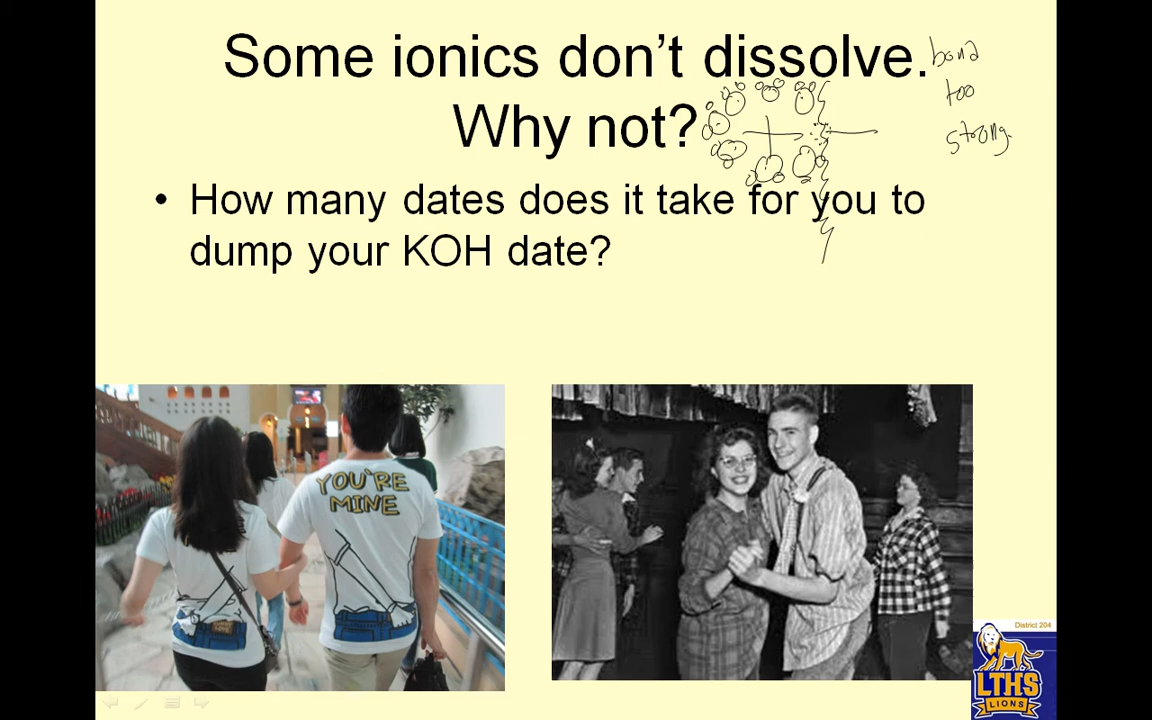 Some ionics don't dissolve.
Why not?
bond
too
strong.
• How many dates does it take for you to
dump your KOH date?
YOU'RE
MINE
District 204
LTHS
LIONS